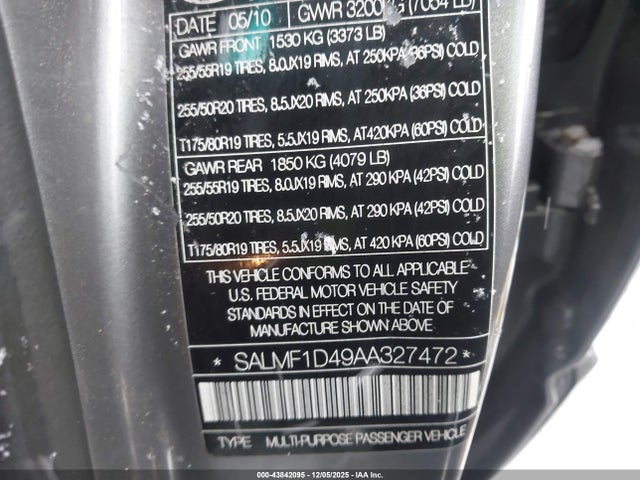 DATE 05/10 GVWR 3200 KG (7054 LB)
GAWR FRONT 1530 KG (3373 LB)
255/55R19 TIRES, 8.0JX19 RIMS, AT 250KPA (36PSI) COLD
255/50R20 TIRES, 8.5JX20 RIMS, AT 250KPA (36PSI) COLD
T175/80R19 TIRES, 5.5JX19 RIMS, AT 420KPA (60PSI) COLD
GAWR REAR 1850 KG (4079 LB)
255/55R19 TIRES, 8.0JX19 RIMS, AT 290 KPA (42PSI) COLD
255/50R20 TIRES, 8.5JX20 RIMS, AT 290 KPA (42PSI) COLD
T175/80R19 TIRES, 5.5JX19 RIMS, AT 420 KPA (60PSI) COLD
THIS VEHICLE CONFORMS TO ALL APPLICABLE
U.S. FEDERAL MOTOR VEHICLE SAFETY
STANDARDS IN EFFECT ON THE DATE OF
MANUFACTURE SHOWN ABOVE.
* SALMF1D49AA327472 *
TYPE MULTI-PURPOSE PASSENGER VEHICLE
000-43842095 - 12/05/2025 - IAA Inc.